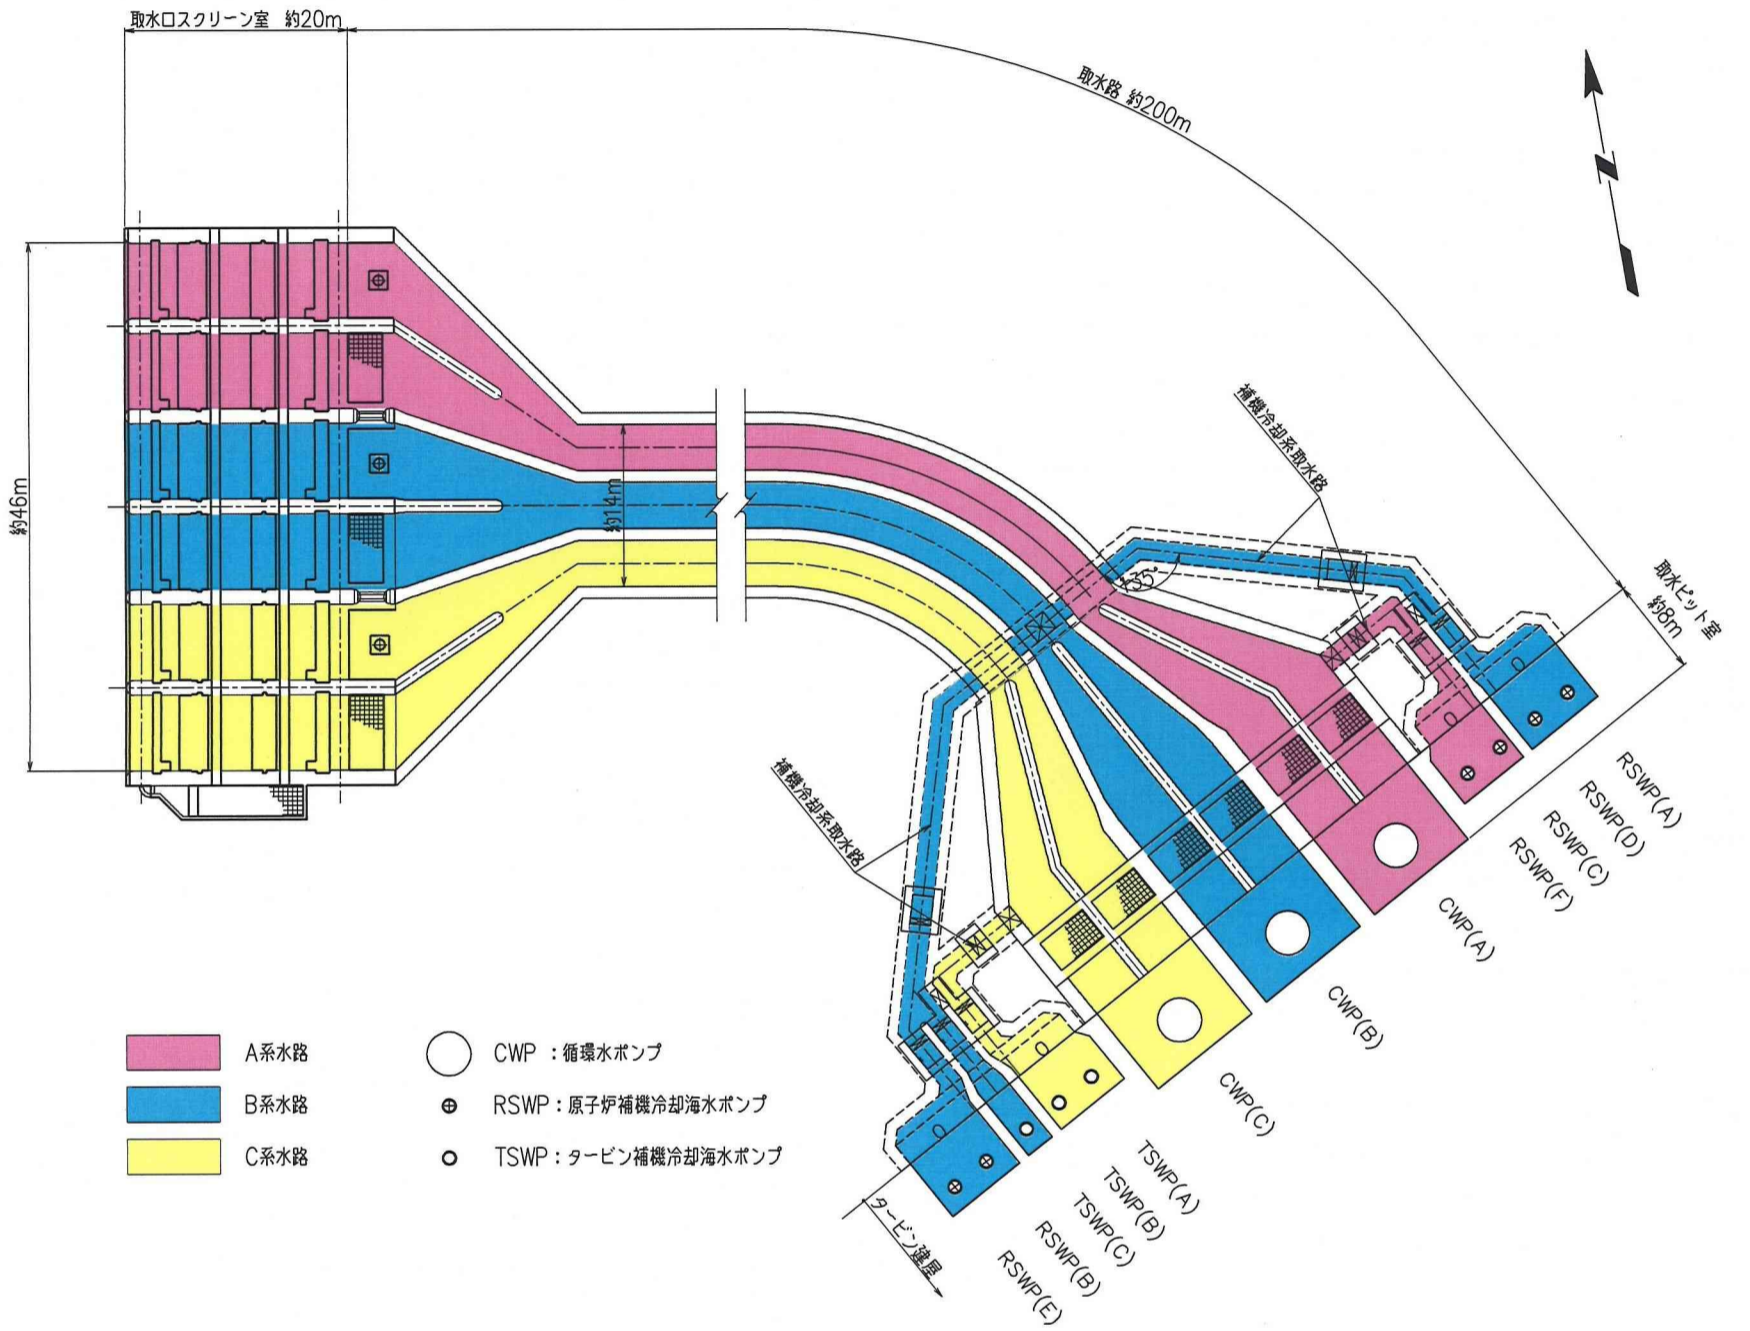 取水口スクリーン室 約20m
取水路 約200m
N
約46m
約14m
補機冷却系取水路
135°
取水ピット室
約8m
補機冷却系取水路
RSWP(A)
RSWP(D)
RSWP(C)
RSWP(F)
CWP(A)
CWP(B)
CWP(C)
TSWP(A)
TSWP(B)
TSWP(C)
RSWP(B)
RSWP(E)
タービン建屋
A系水路
B系水路
C系水路
CWP :循環水ポンプ
RSWP:原子炉補機冷却海水ポンプ
TSWP:タービン補機冷却海水ポンプ